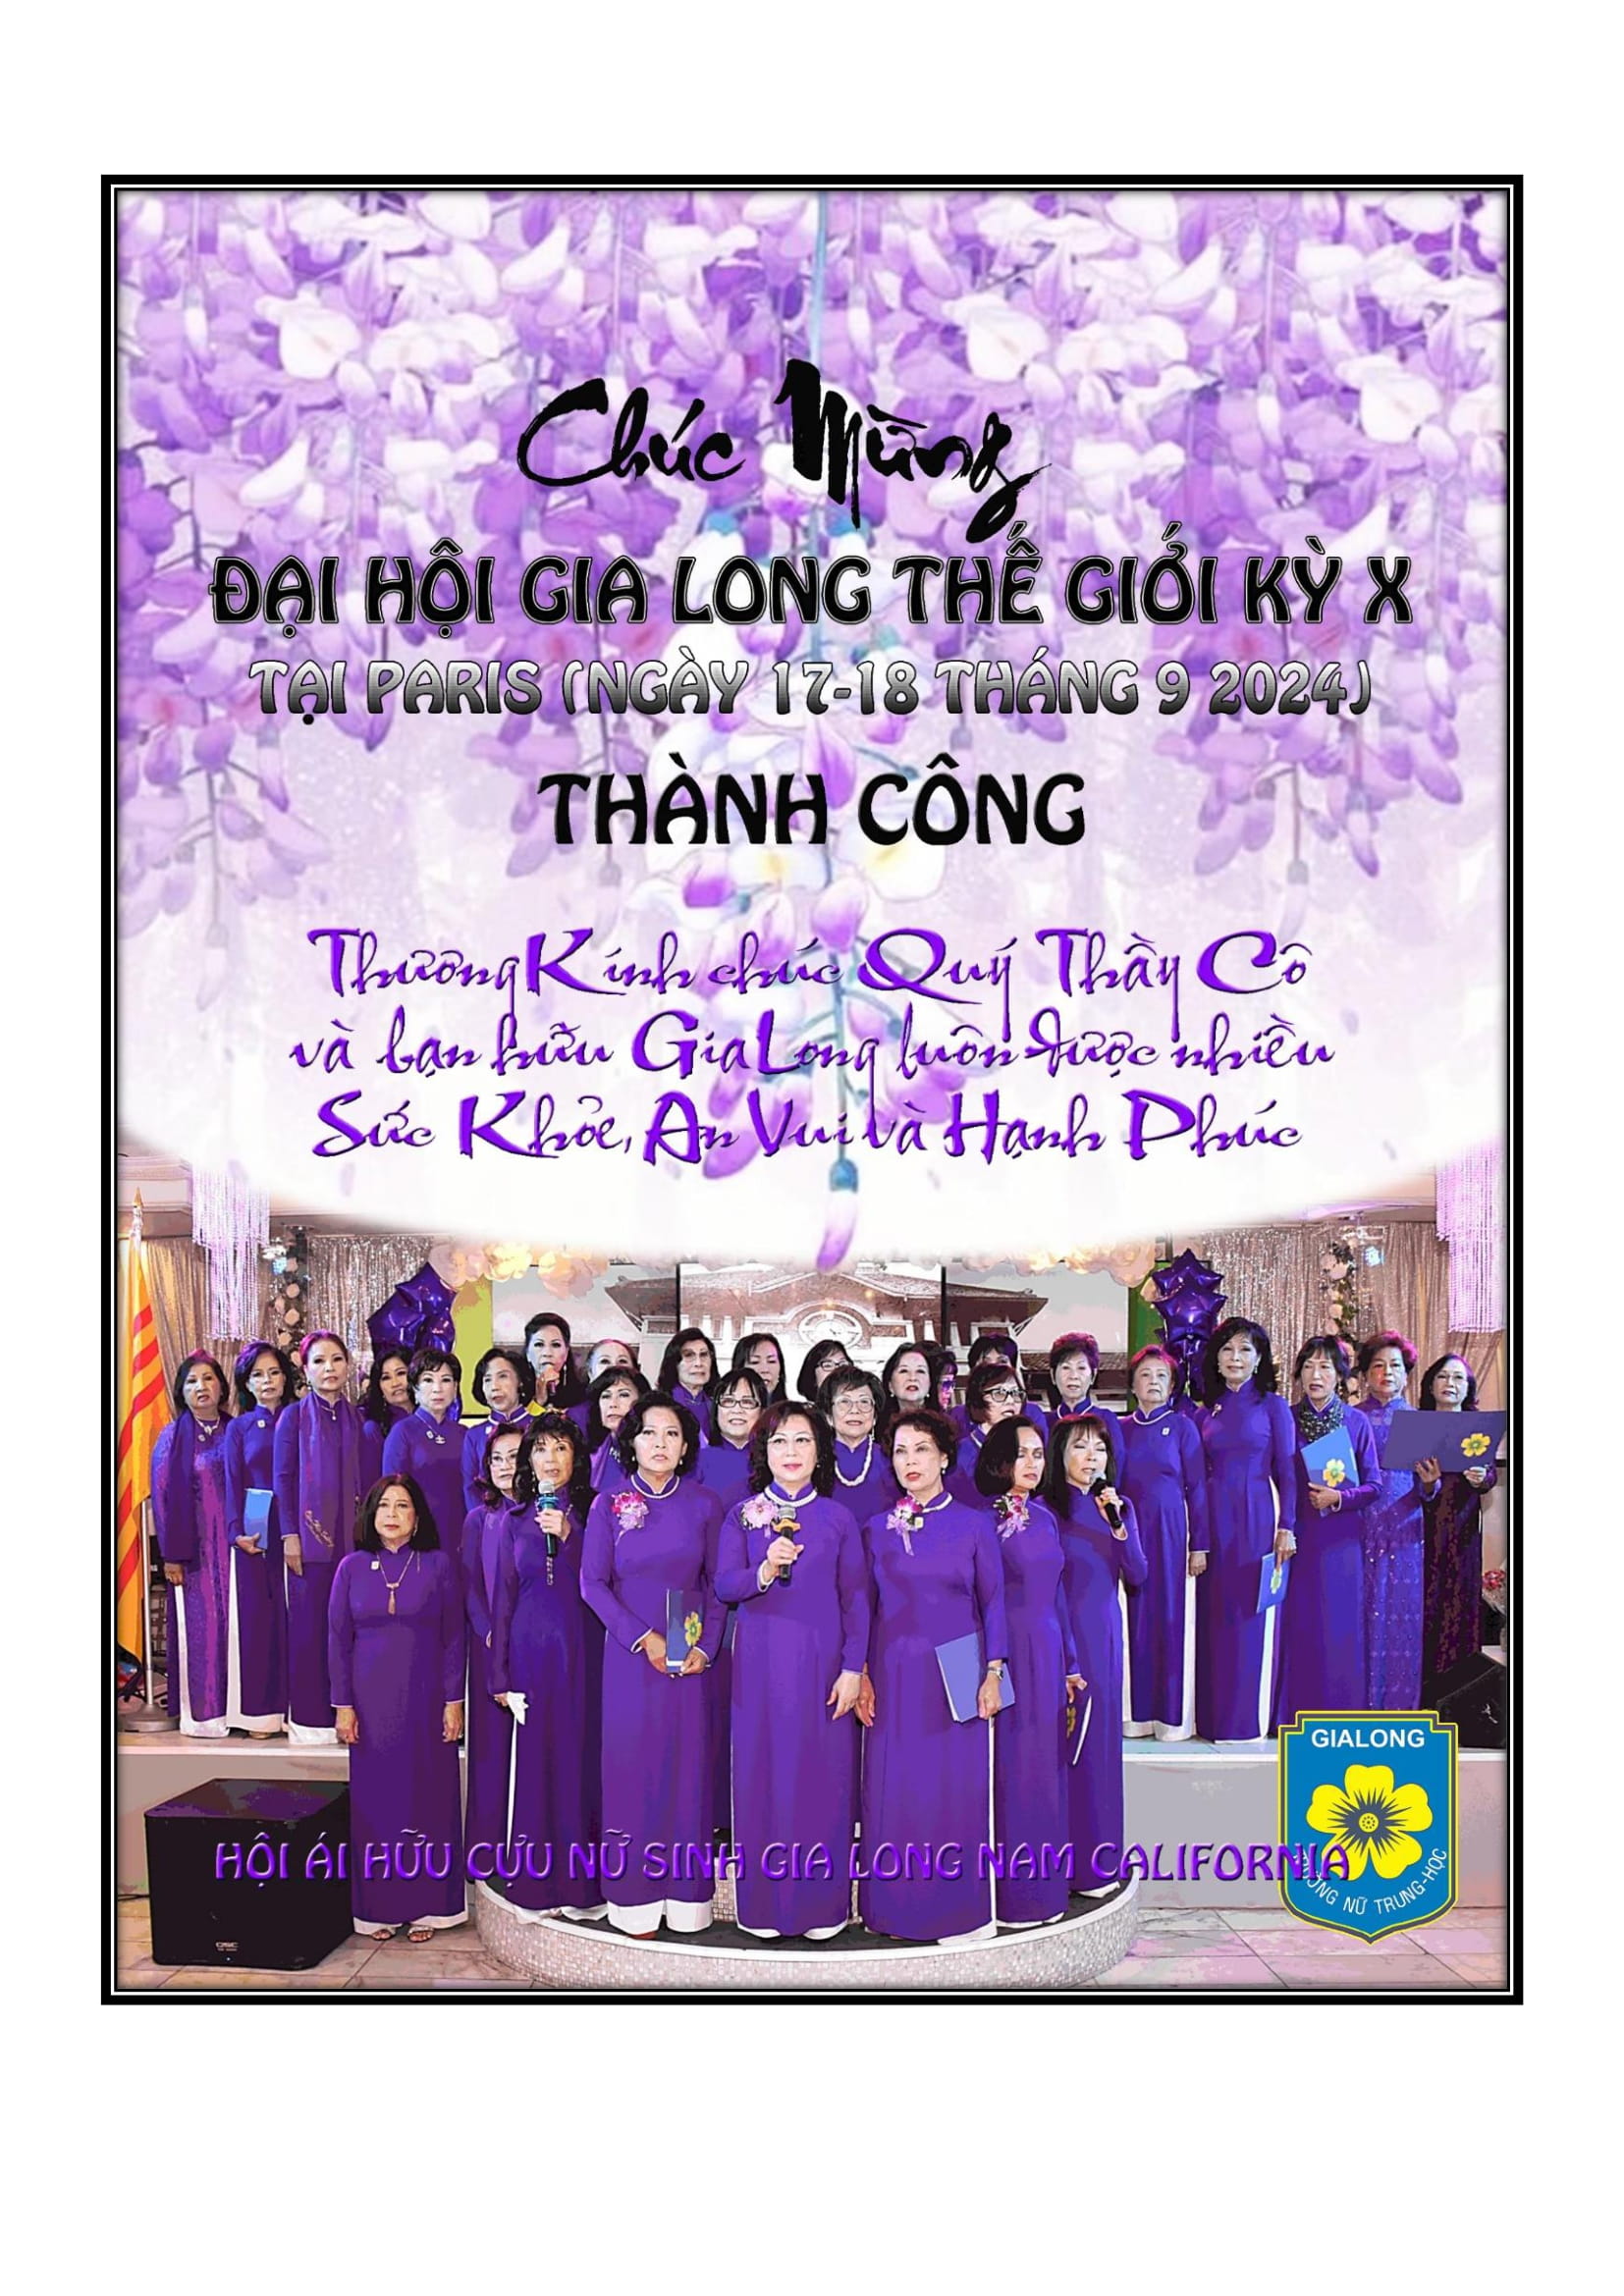 Chúc Mừng
ĐẠI HỘI GIA LONG THẾ GIỚI KỲ X
TẠI PARIS (NGÀY 17-18 THÁNG 9 2024)
THÀNH CÔNG
Thương Kính chúc Quý Thầy Cô
và bạn hữu Gia Long luôn được nhiều
Sức Khỏe, An Vui và Hạnh Phúc
GIALONG
TRƯỜNG NỮ TRUNG-HỌC
HỘI ÁI HỮU CỰU NỮ SINH GIA LONG NAM CALIFORNIA
QSC